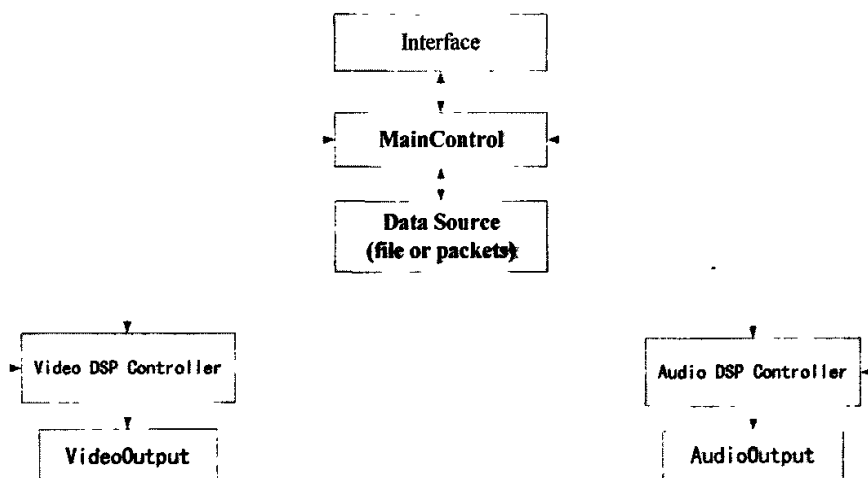 Interface
MainControl
Data Source
(file or packets)
Video DSP Controller
Audio DSP Controller
VideoOutput
AudioOutput